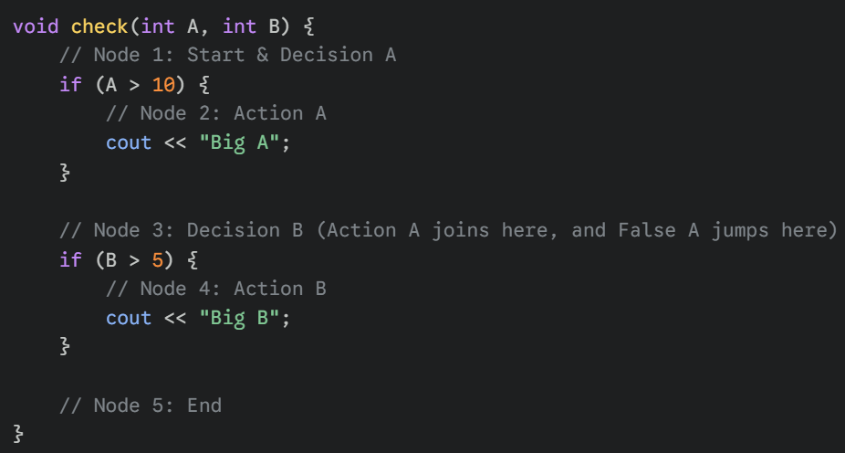 void check(int A, int B) {
    // Node 1: Start & Decision A
    if (A > 10) {
        // Node 2: Action A
        cout << "Big A";
    }

    // Node 3: Decision B (Action A joins here, and False A jumps here)
    if (B > 5) {
        // Node 4: Action B
        cout << "Big B";
    }

    // Node 5: End
}